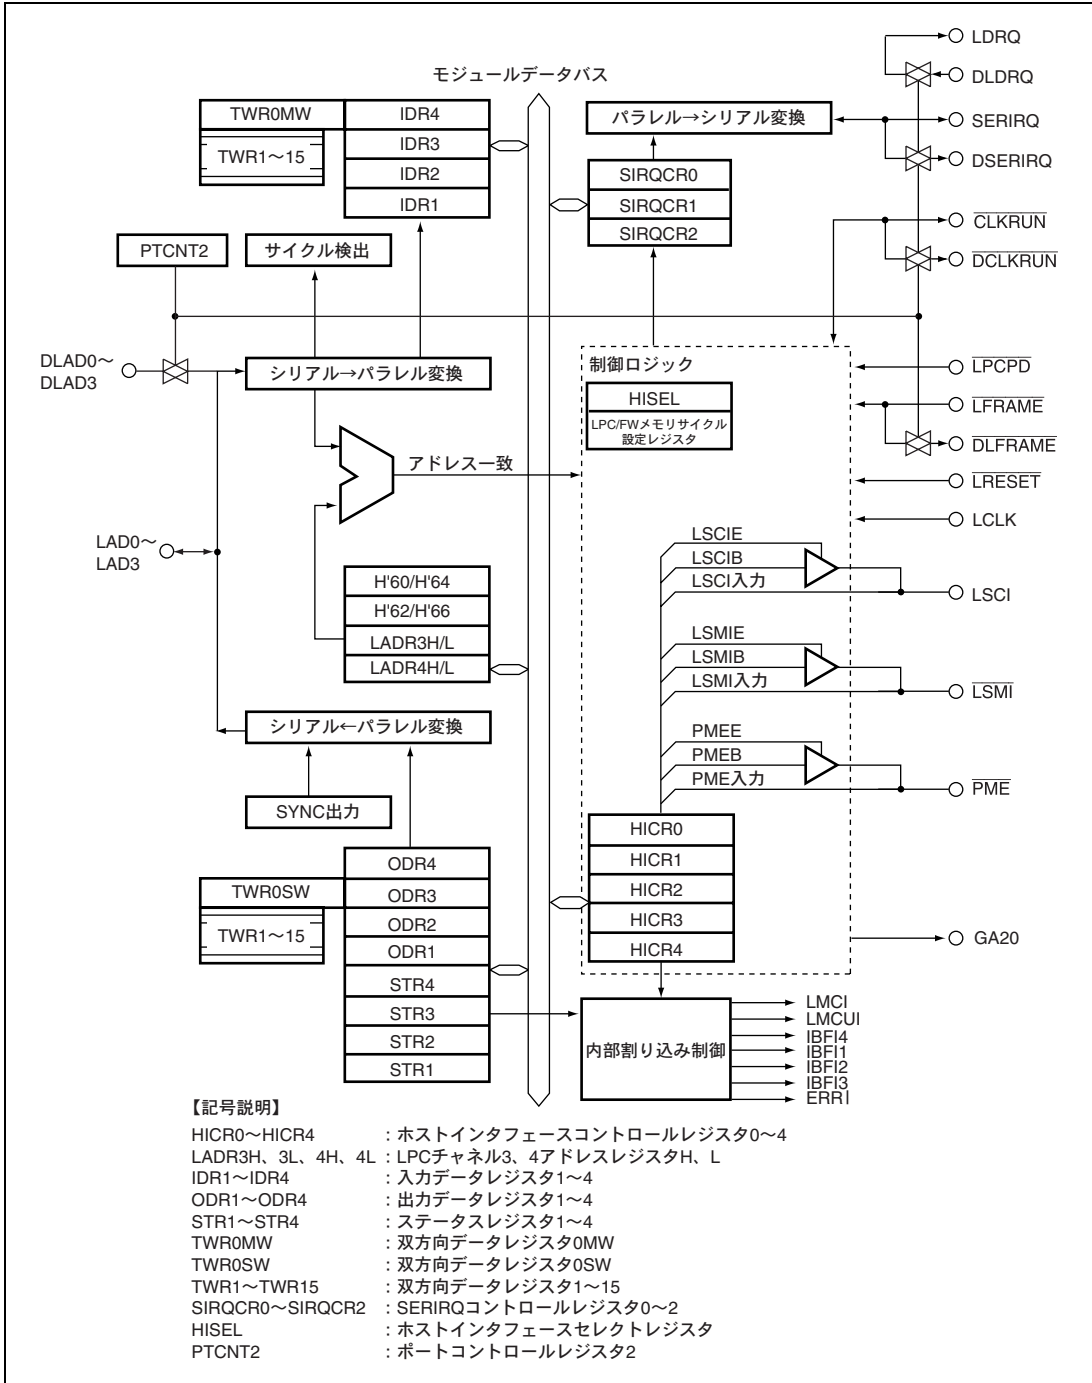 モジュールデータバス
LDRQ
DLDRQ
TWR0MW
IDR4
TWR1～15
IDR3
IDR2
IDR1
パラレル→シリアル変換
SERIRQ
DSERIRQ
SIRQCR0
SIRQCR1
SIRQCR2
CLKRUN
DCLKRUN
PTCNT2
サイクル検出
DLAD0～
DLAD3
シリアル→パラレル変換
制御ロジック
HISEL
LPC/FWメモリサイクル
設定レジスタ
LPCPD
LFRAME
DLFRAME
アドレス一致
LRESET
LCLK
LAD0～
LAD3
LSCIE
LSCIB
LSCI入力
LSCI
H'60/H'64
H'62/H'66
LADR3H/L
LADR4H/L
LSMIE
LSMIB
LSMI入力
LSMI
シリアル←パラレル変換
SYNC出力
PMEE
PMEB
PME入力
PME
HICR0
HICR1
HICR2
HICR3
HICR4
TWR0SW
TWR1～15
ODR4
ODR3
ODR2
ODR1
STR4
STR3
STR2
STR1
GA20
内部割り込み制御
LMCI
LMCUI
IBFI4
IBFI1
IBFI2
IBFI3
ERRI
【記号説明】
HICR0～HICR4 : ホストインタフェースコントロールレジスタ0～4
LADR3H、3L、4H、4L : LPCチャネル3、4アドレスレジスタH、L
IDR1～IDR4 : 入力データレジスタ1～4
ODR1～ODR4 : 出力データレジスタ1～4
STR1～STR4 : ステータスレジスタ1～4
TWR0MW : 双方向データレジスタ0MW
TWR0SW : 双方向データレジスタ0SW
TWR1～TWR15 : 双方向データレジスタ1～15
SIRQCR0～SIRQCR2 : SERIRQコントロールレジスタ0～2
HISEL : ホストインタフェースセレクトレジスタ
PTCNT2 : ポートコントロールレジスタ2